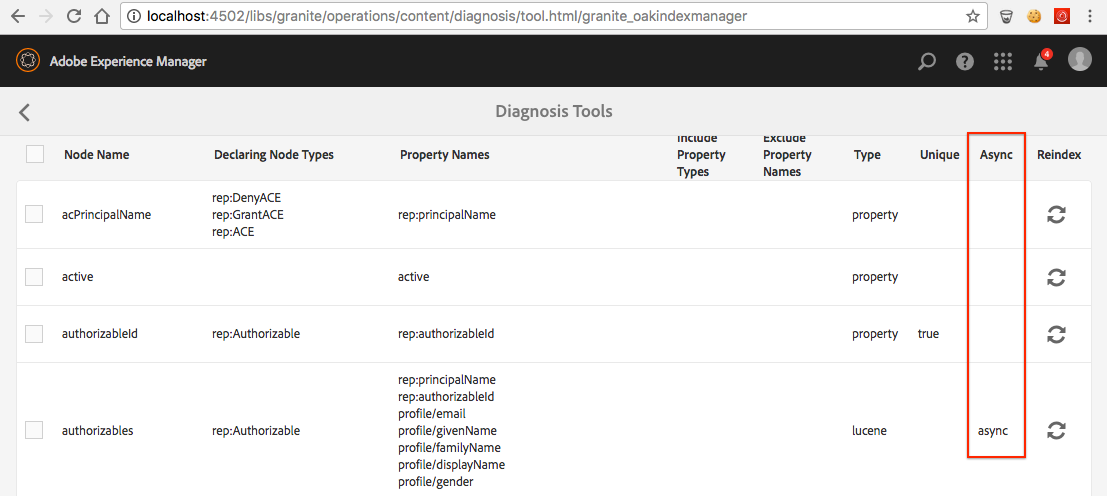 localhost:4502/libs/granite/operations/content/diagnosis/tool.html/granite_oakindexmanager
Adobe Experience Manager
4
Diagnosis Tools
Node Name Declaring Node Types Property Names Include Property Types Exclude Property Names Type Unique Async Reindex
acPrincipalName
rep:DenyACE
rep:GrantACE
rep:ACE
rep:principalName
property
active active property
authorizableId rep:Authorizable rep:authorizableId property true
authorizables
rep:Authorizable
rep:principalName
rep:authorizableId
profile/email
profile/givenName
profile/familyName
profile/displayName
profile/gender
lucene
async